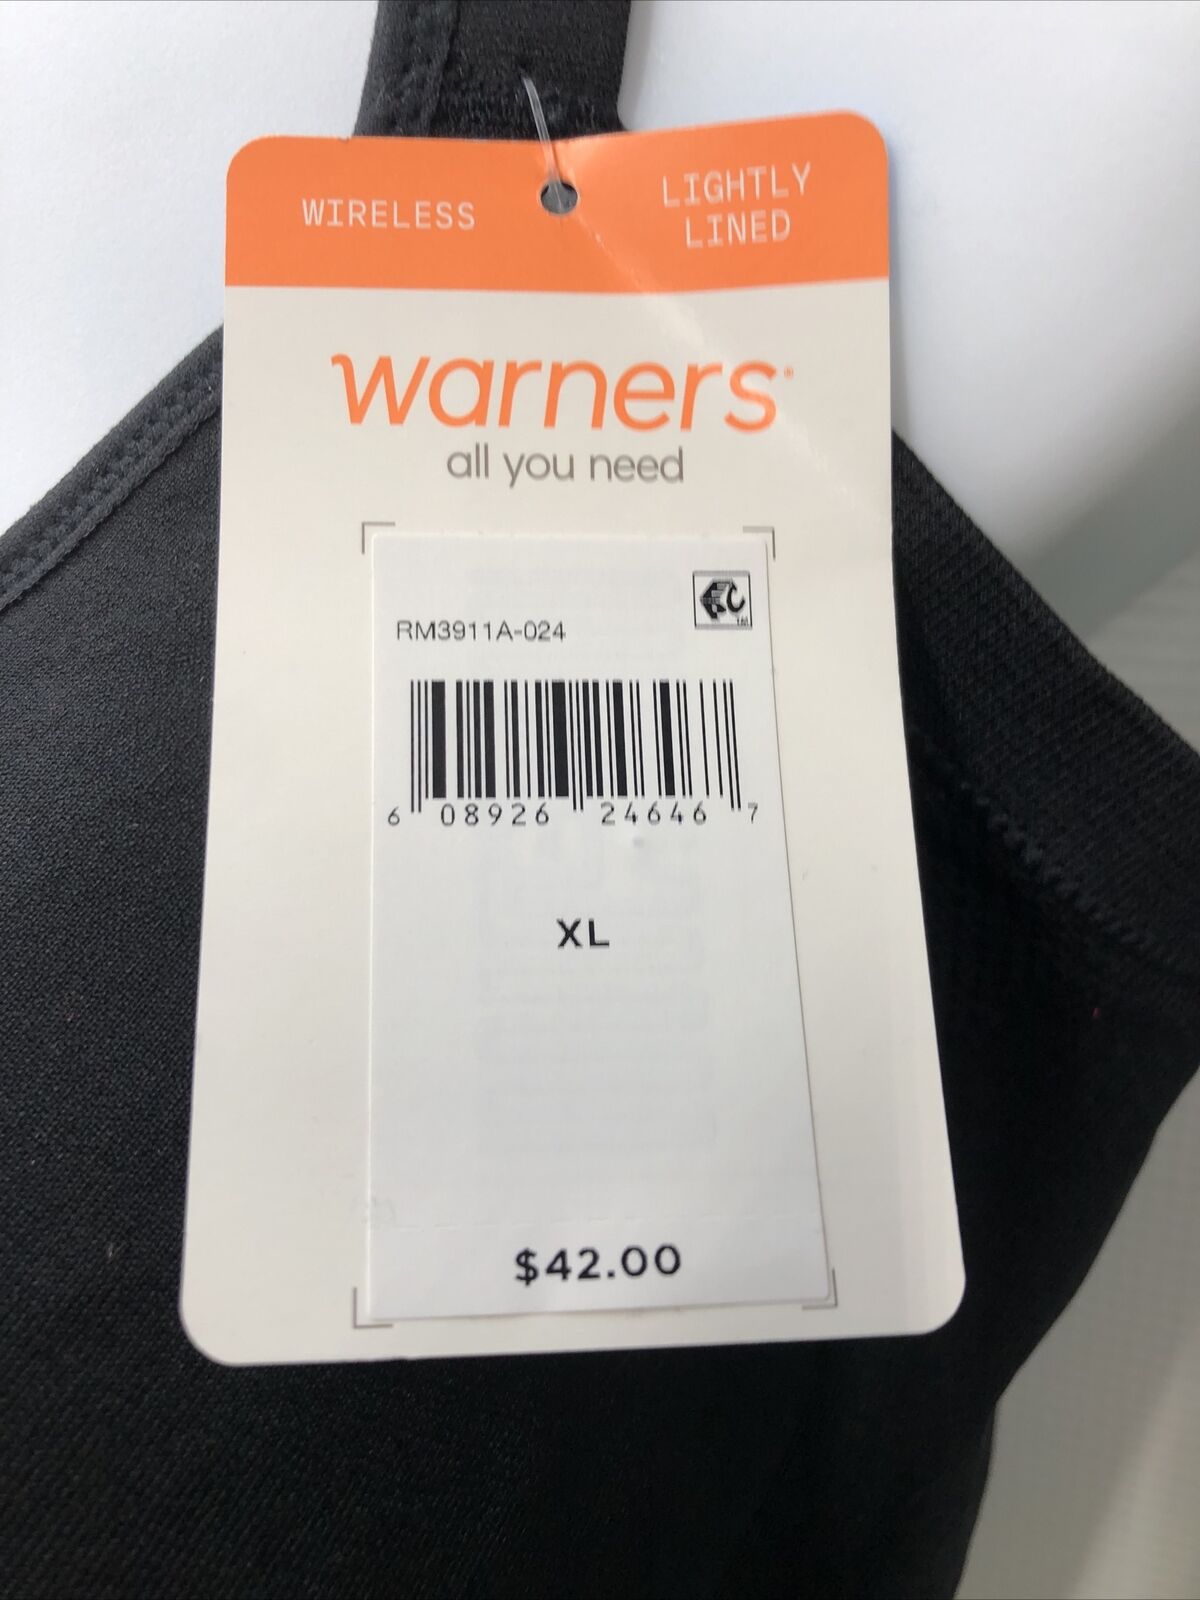 WIRELESS
LIGHTLY
LINED
warners®
all you need
RM3911A-024
6 08926 24646 7
XL
$42.00